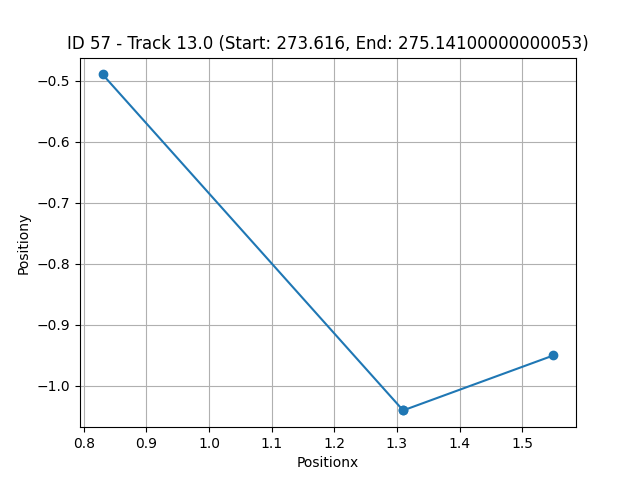 ID 57 - Track 13.0 (Start: 273.616, End: 275.14100000000053)
−0.5
−0.6
−0.7
−0.8
−0.9
−1.0
Positiony
0.8 0.9 1.0 1.1 1.2 1.3 1.4 1.5
Positionx